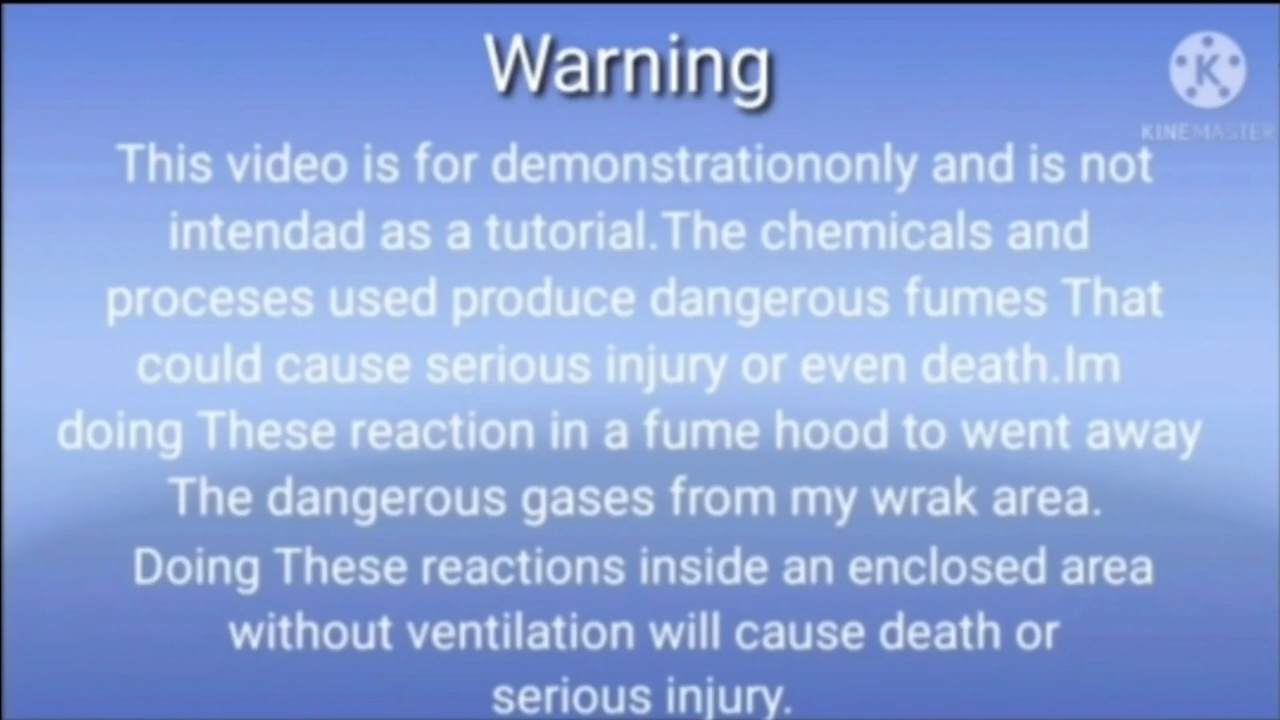 Warning
KINEMASTER
This video is for demonstrationonly and is not
intendad as a tutorial.The chemicals and
proceses used produce dangerous fumes That
could cause serious injury or even death.Im
doing These reaction in a fume hood to went away
The dangerous gases from my wrak area.
Doing These reactions inside an enclosed area
without ventilation will cause death or
serious injury.